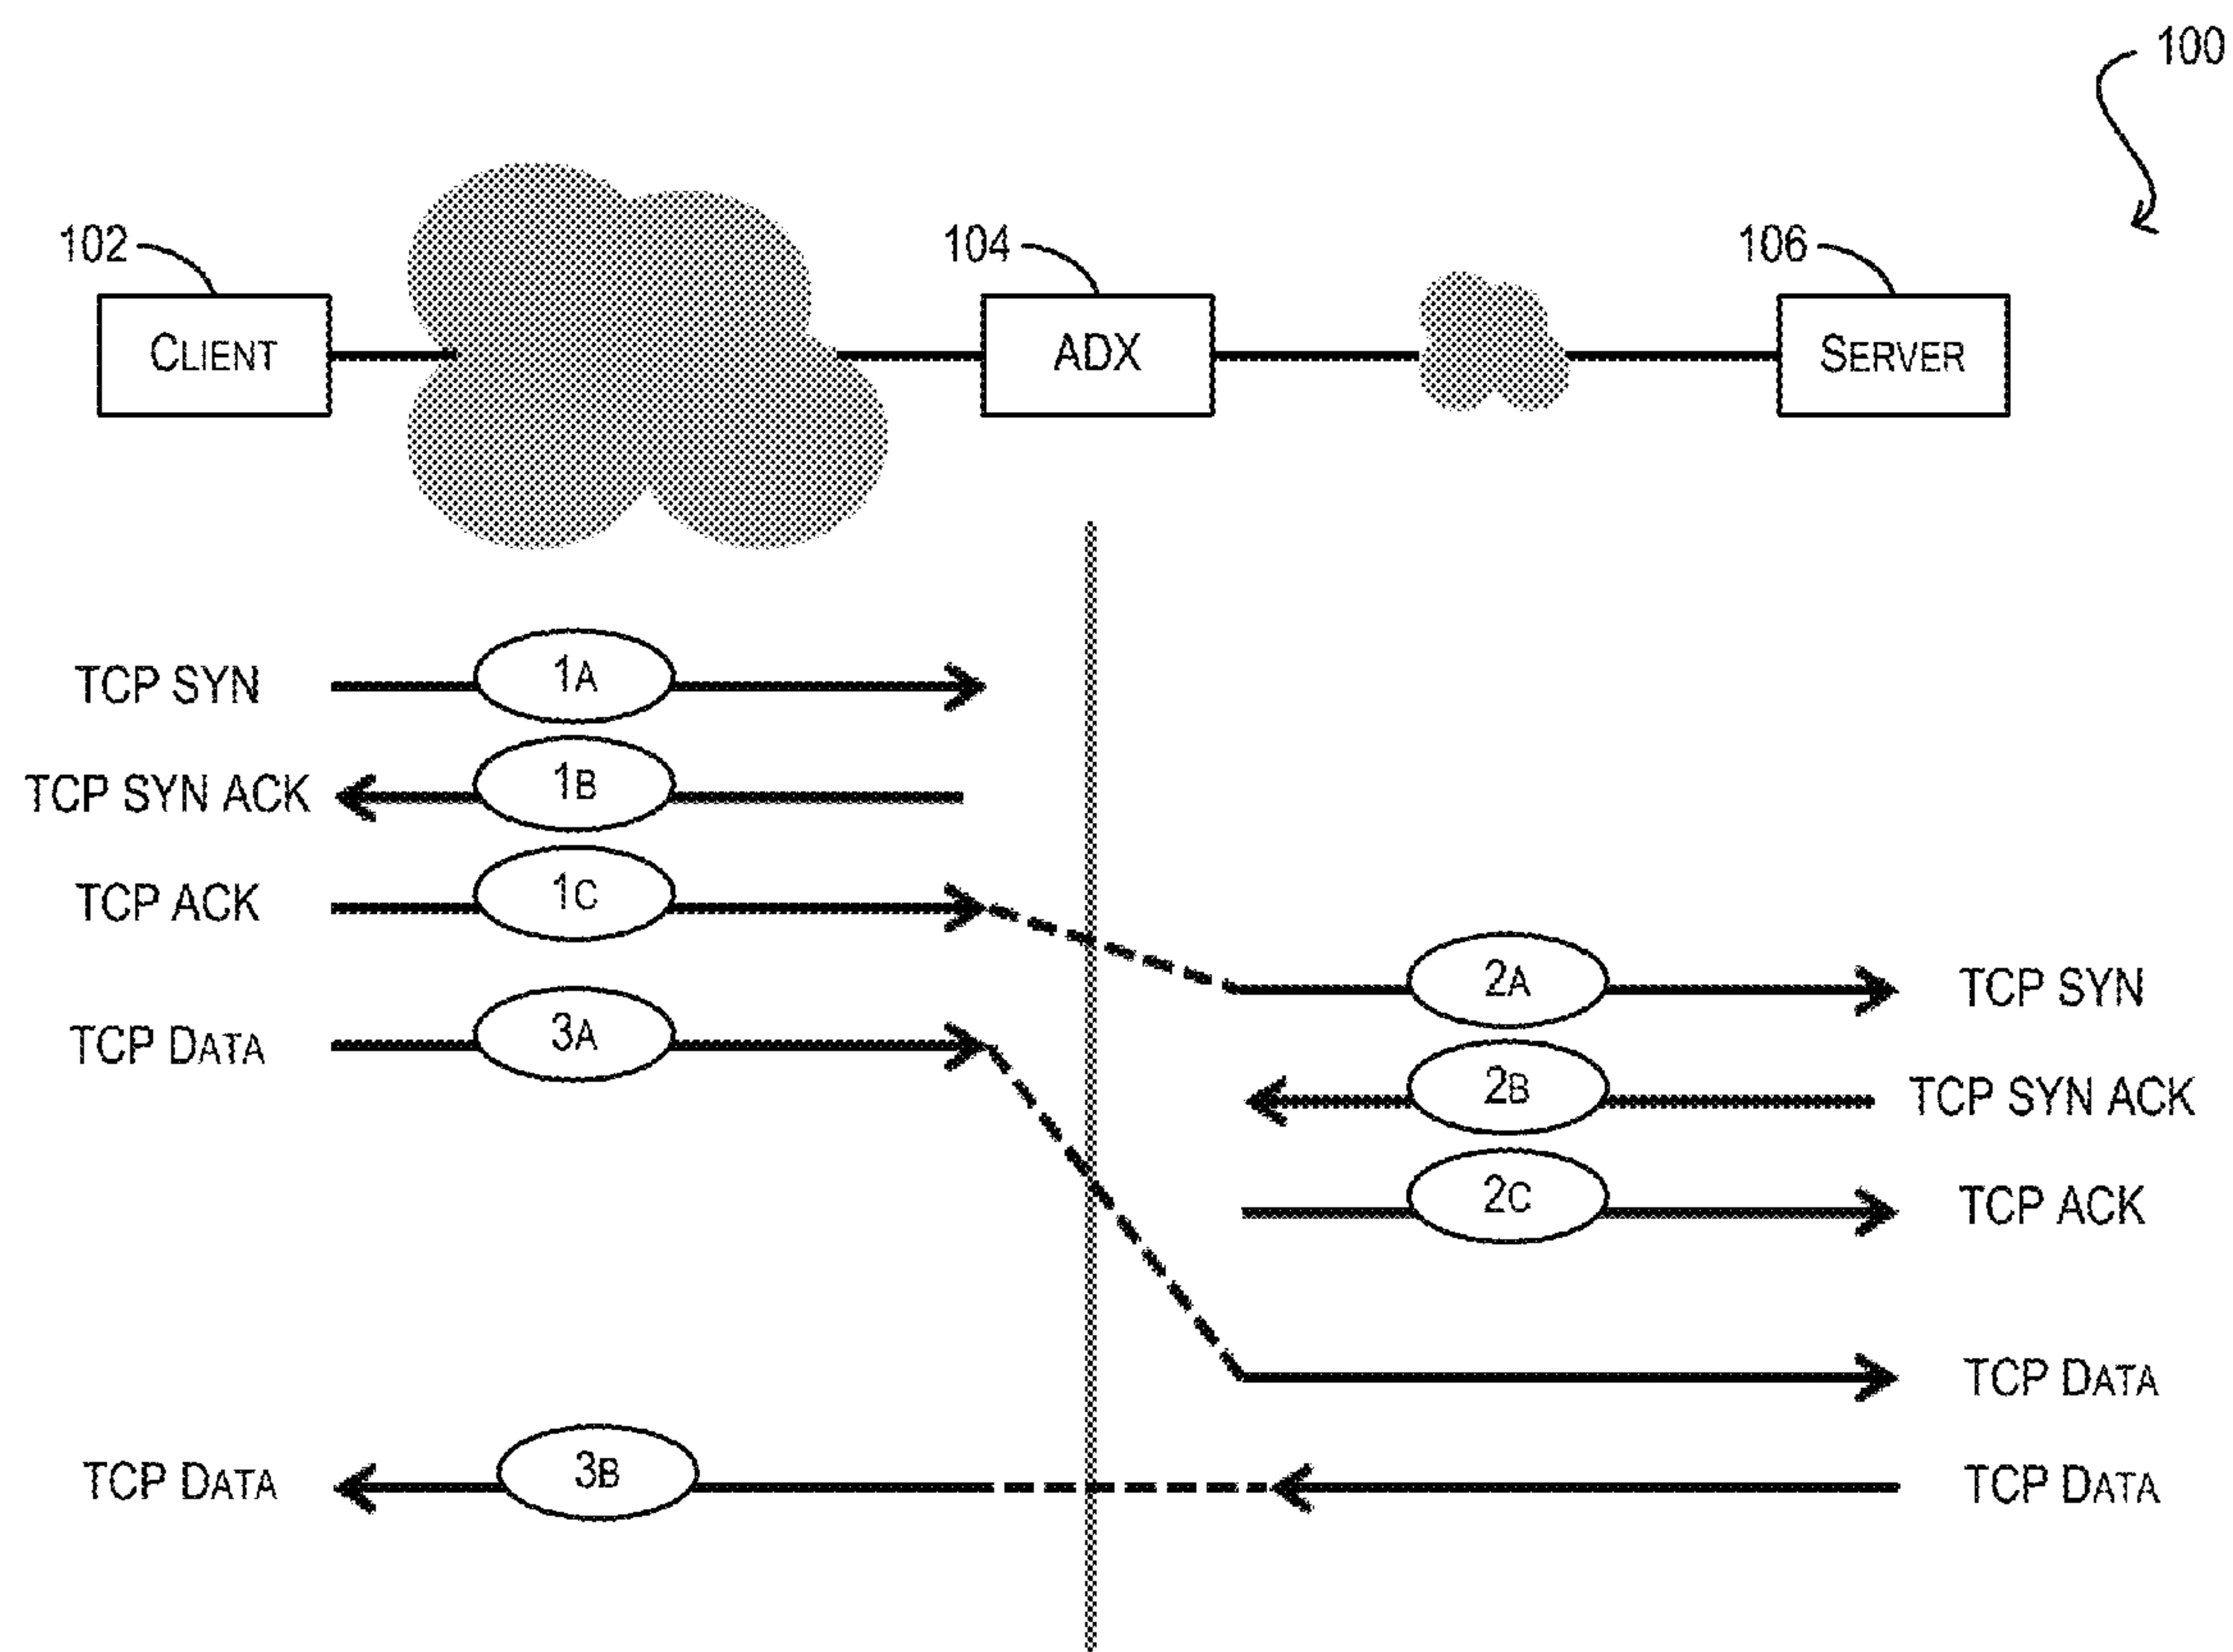 100
102
104
106
CLIENT
ADX
SERVER
TCP SYN
1A
TCP SYN ACK
1B
TCP ACK
1C
2A
TCP SYN
TCP DATA
3A
2B
TCP SYN ACK
2C
TCP ACK
TCP DATA
TCP DATA
3B
TCP DATA